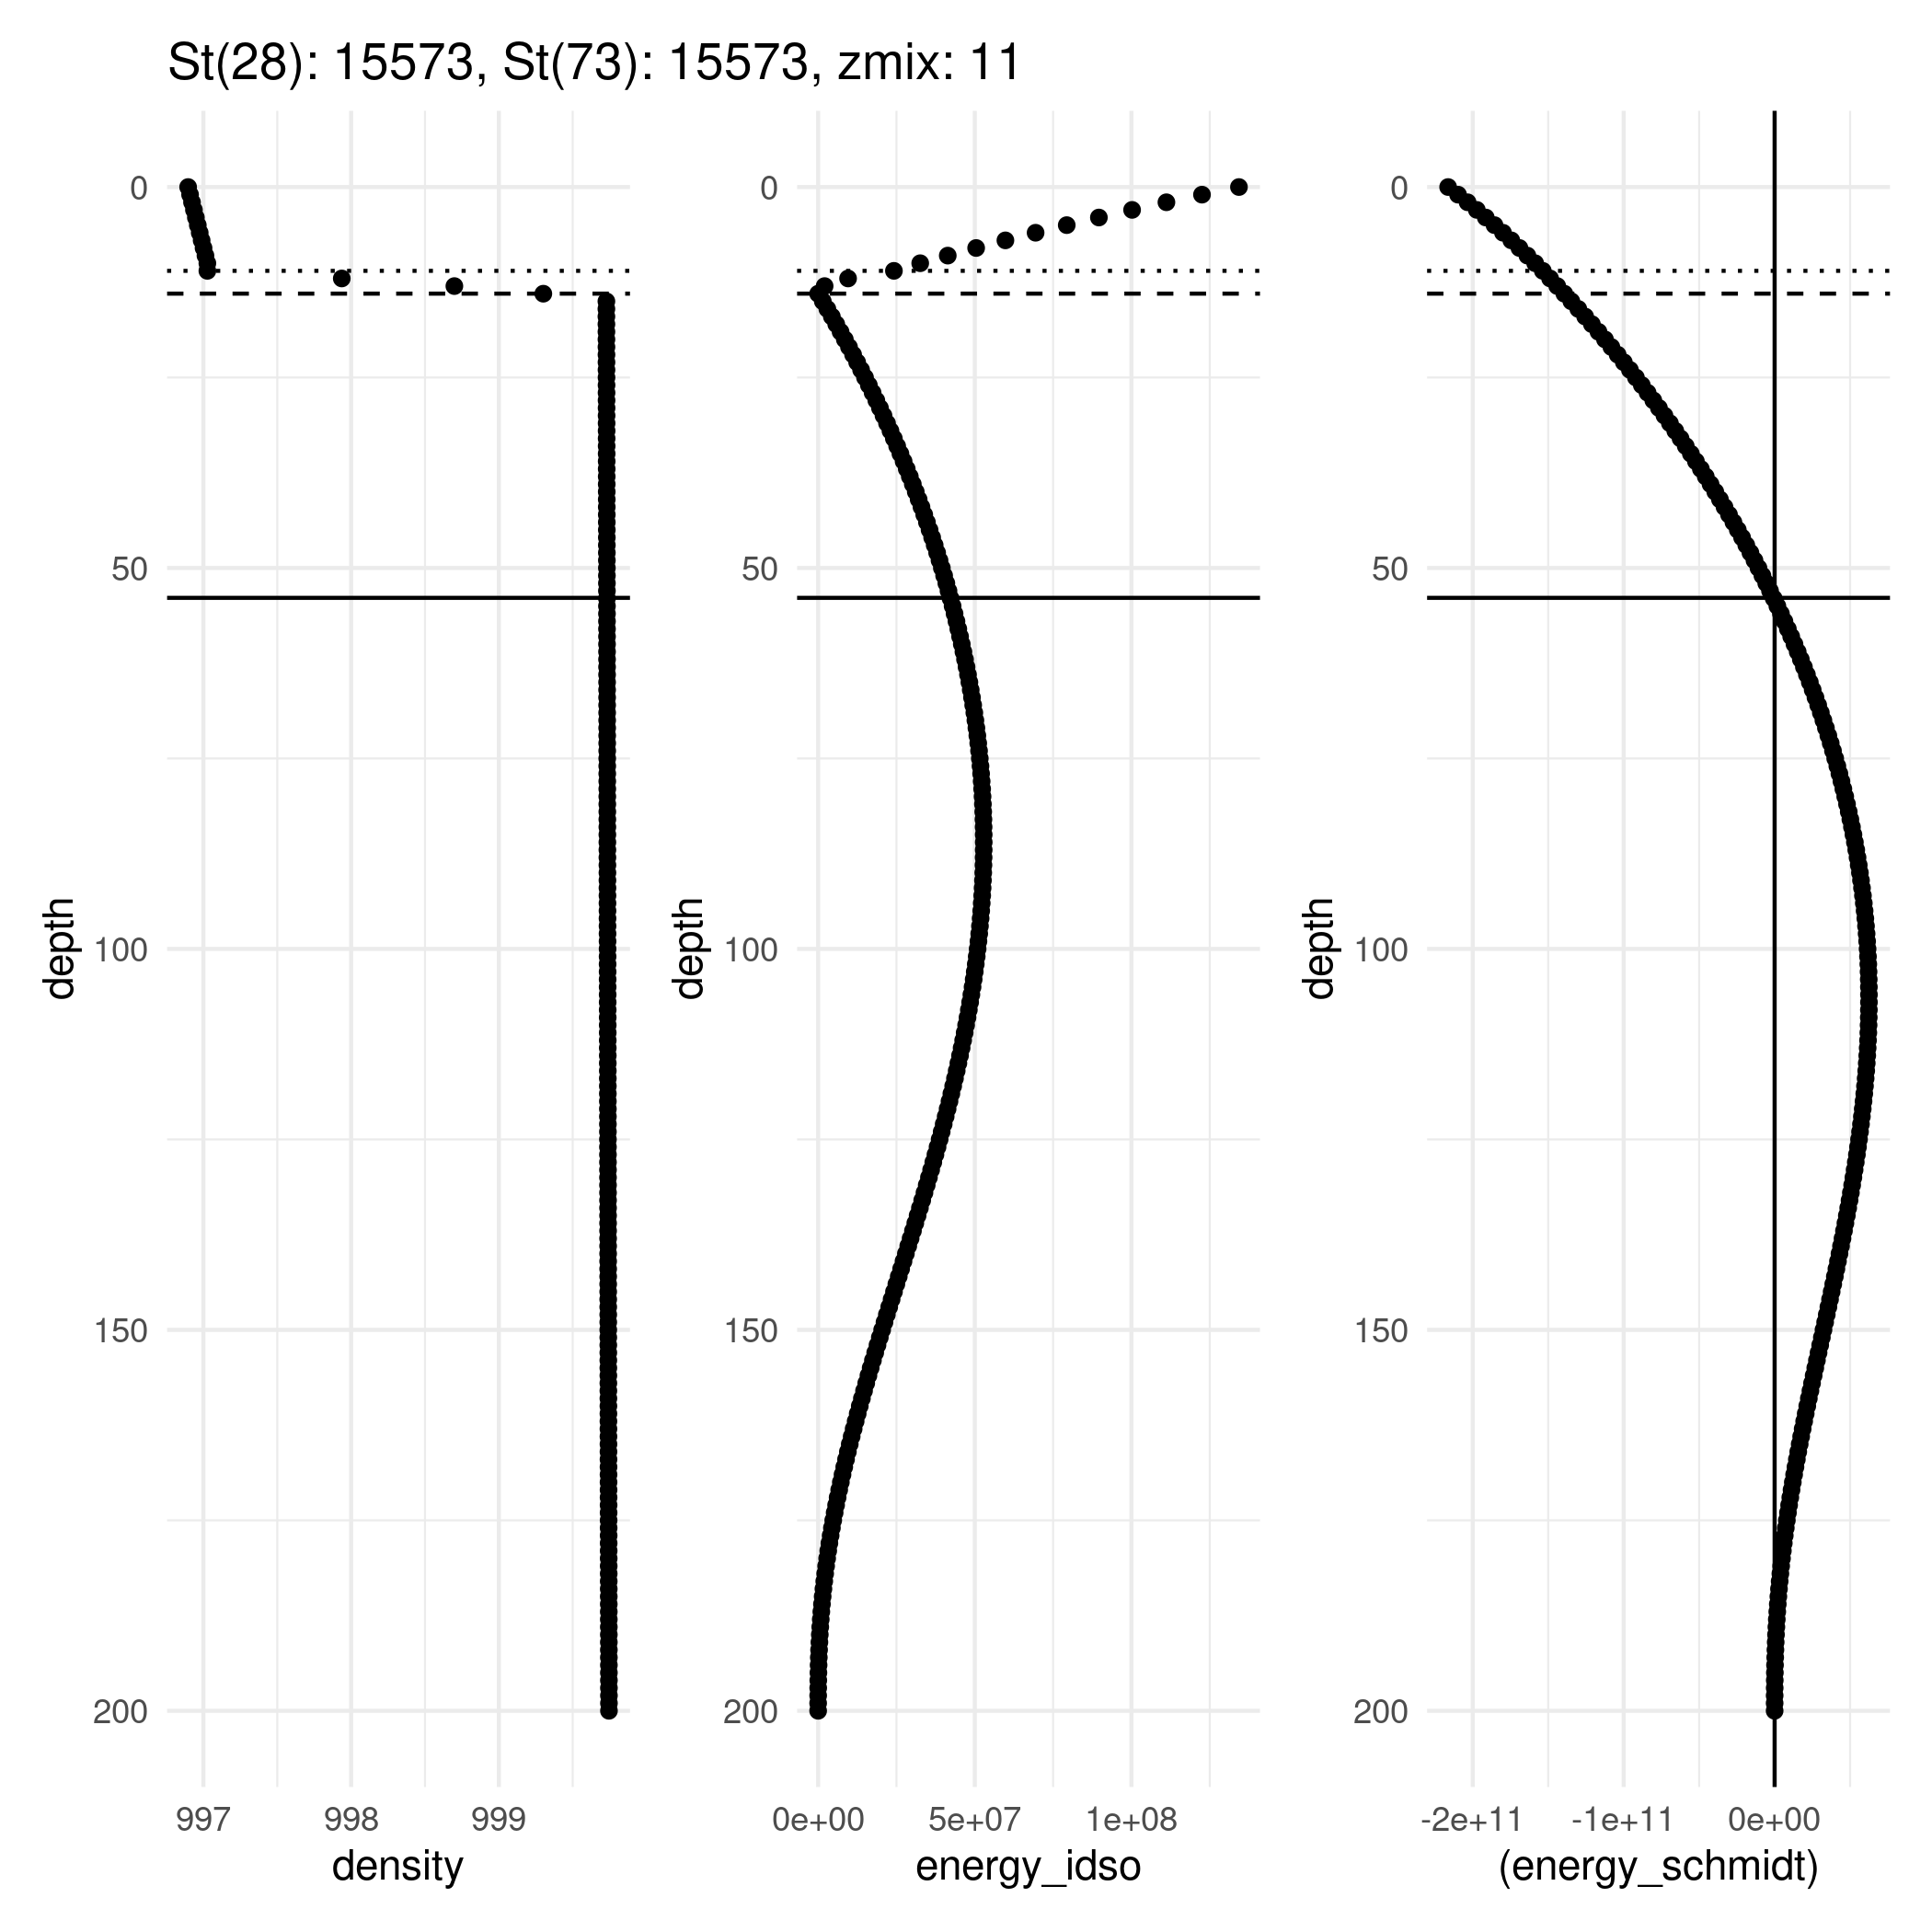 St(28): 15573, St(73): 15573, zmix: 11
0
50
100
150
200
depth
997 998 999
density
0
50
100
150
200
depth
0e+00 5e+07 1e+08
energy_idso
0
50
100
150
200
depth
-2e+11 -1e+11 0e+00
(energy_schmidt)